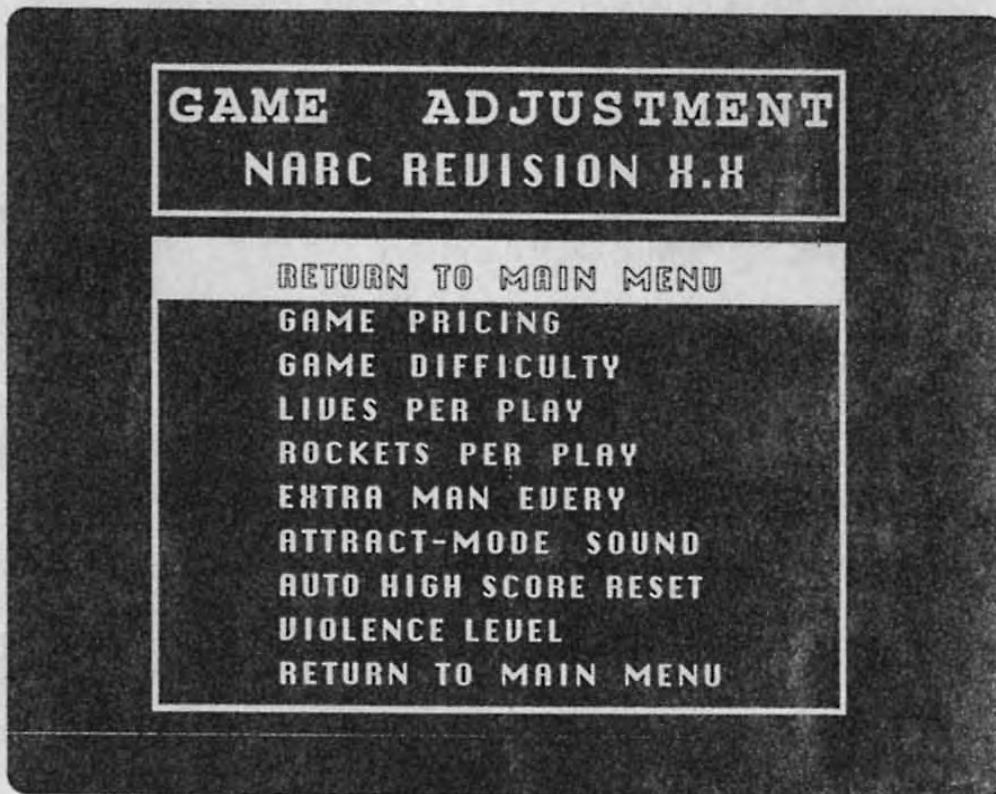 GAME ADJUSTMENT
NARC REVISION X.X
RETURN TO MAIN MENU
GAME PRICING
GAME DIFFICULTY
LIVES PER PLAY
ROCKETS PER PLAY
EXTRA MAN EVERY
ATTRACT-MODE SOUND
AUTO HIGH SCORE RESET
VIOLENCE LEVEL
RETURN TO MAIN MENU